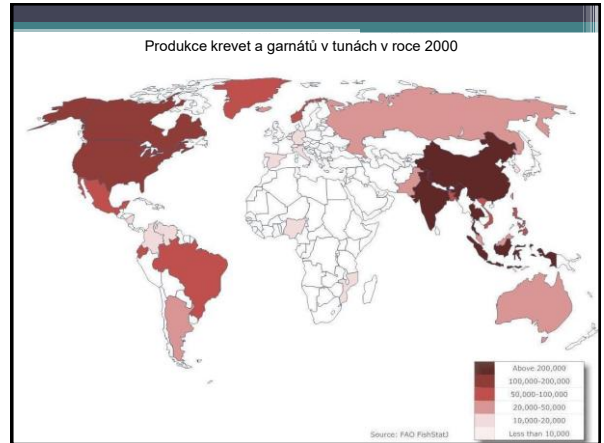 Produkce krevet a garnátů v tunách v roce 2000
Above 200,000
100,000-200,000
50,000-100,000
20,000-50,000
10,000-20,000
Less than 10,000
Source: FAO FishStatJ